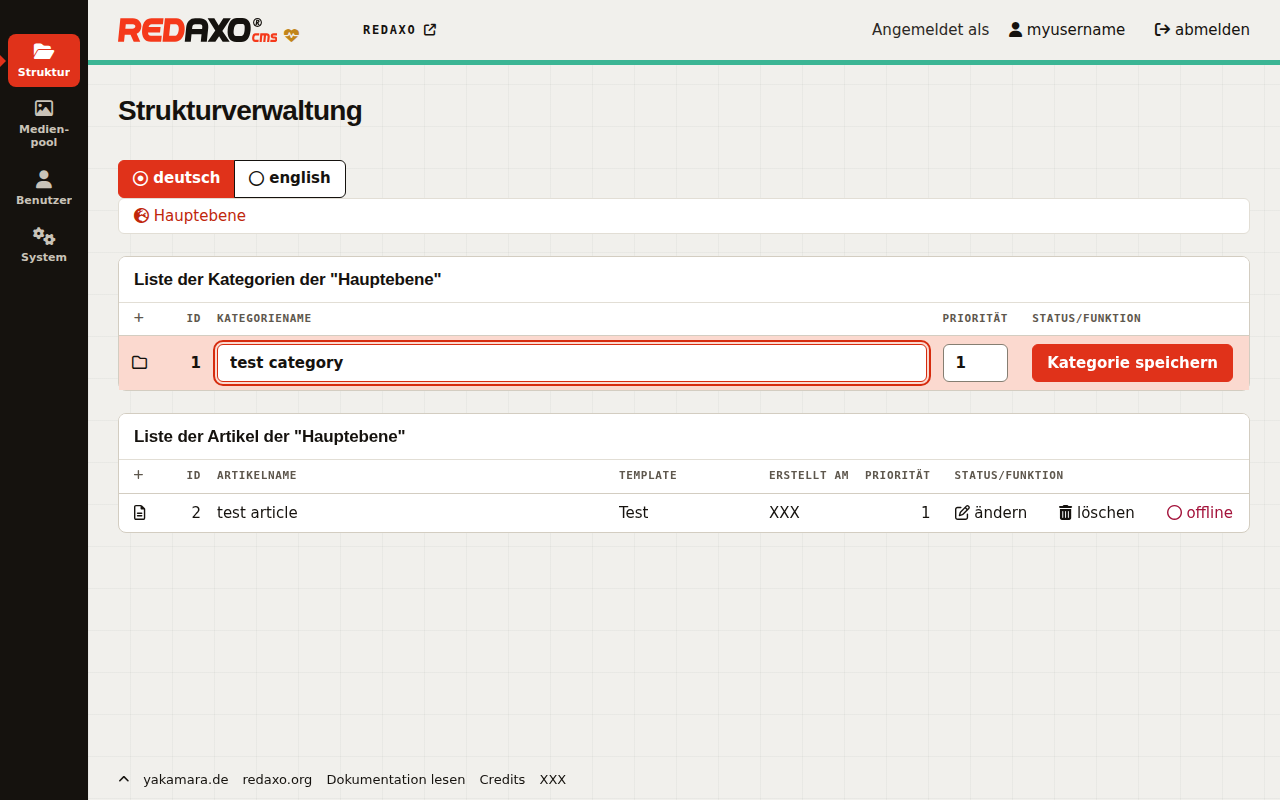 REDAXO® cms
REDAXO
Angemeldet als myusername abmelden
Struktur
Medien-
pool
Benutzer
System
Strukturverwaltung
deutsch english
Hauptebene
Liste der Kategorien der "Hauptebene"
+ ID KATEGORIENAME PRIORITÄT STATUS/FUNKTION
1 test category 1 Kategorie speichern
Liste der Artikel der "Hauptebene"
+ ID ARTIKELNAME TEMPLATE ERSTELLT AM PRIORITÄT STATUS/FUNKTION
2 test article Test XXX 1 ändern löschen offline
yakamara.de redaxo.org Dokumentation lesen Credits XXX